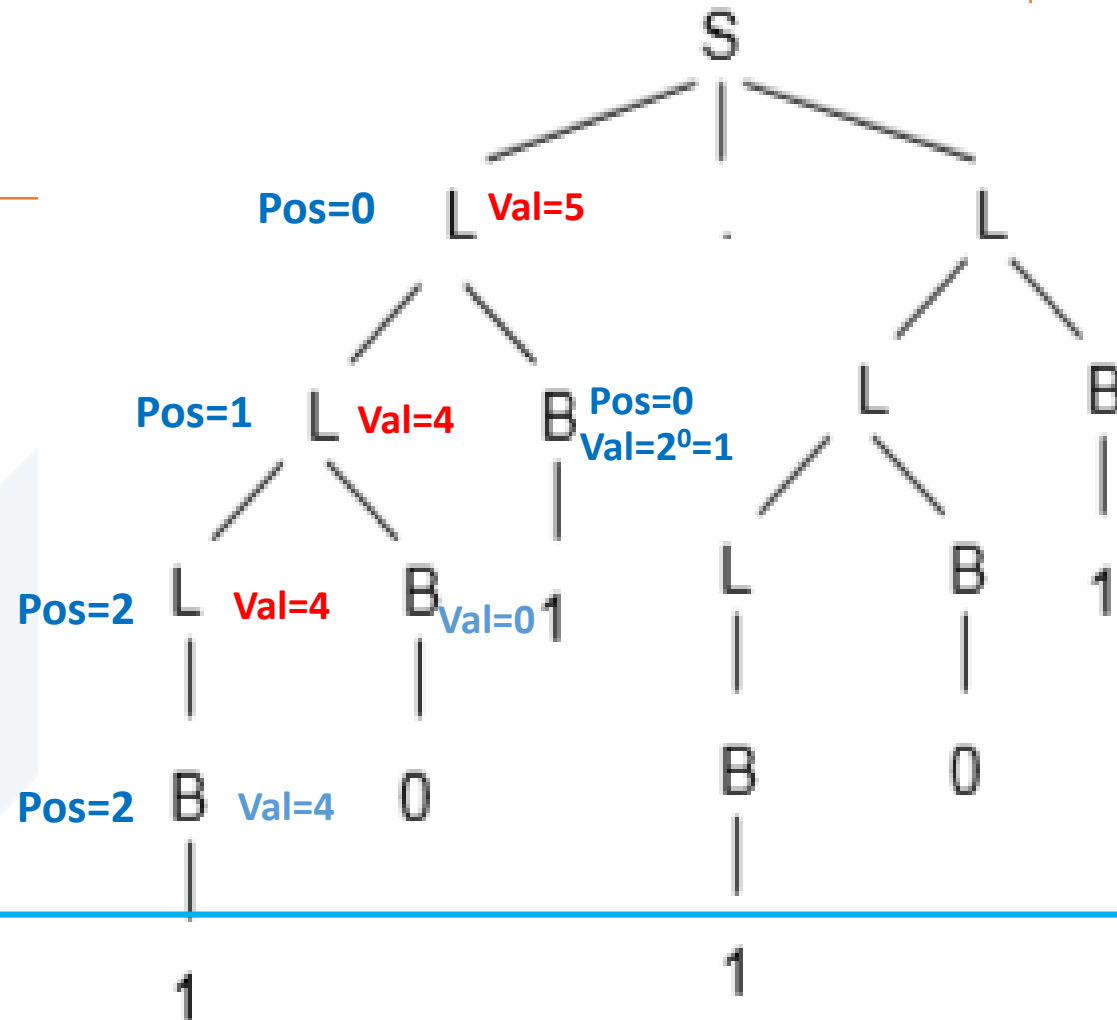 S
Pos=0 L Val=5 . L
Pos=1 L Val=4 B Pos=0 L B
Val=2⁰=1
Pos=2 L Val=4 B Val=0 1 L B 1
Pos=2 B Val=4 0 B 0
1 1